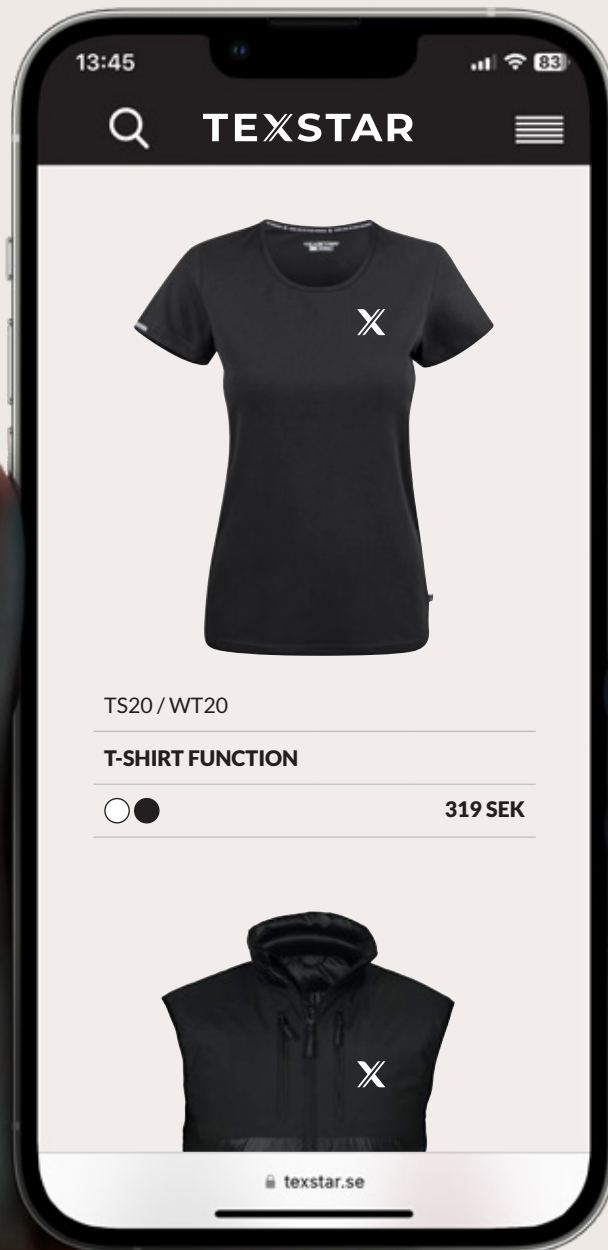 13:45
83
TEXSTAR
X
TS20 / WT20
T-SHIRT FUNCTION
319 SEK
X
texstar.se